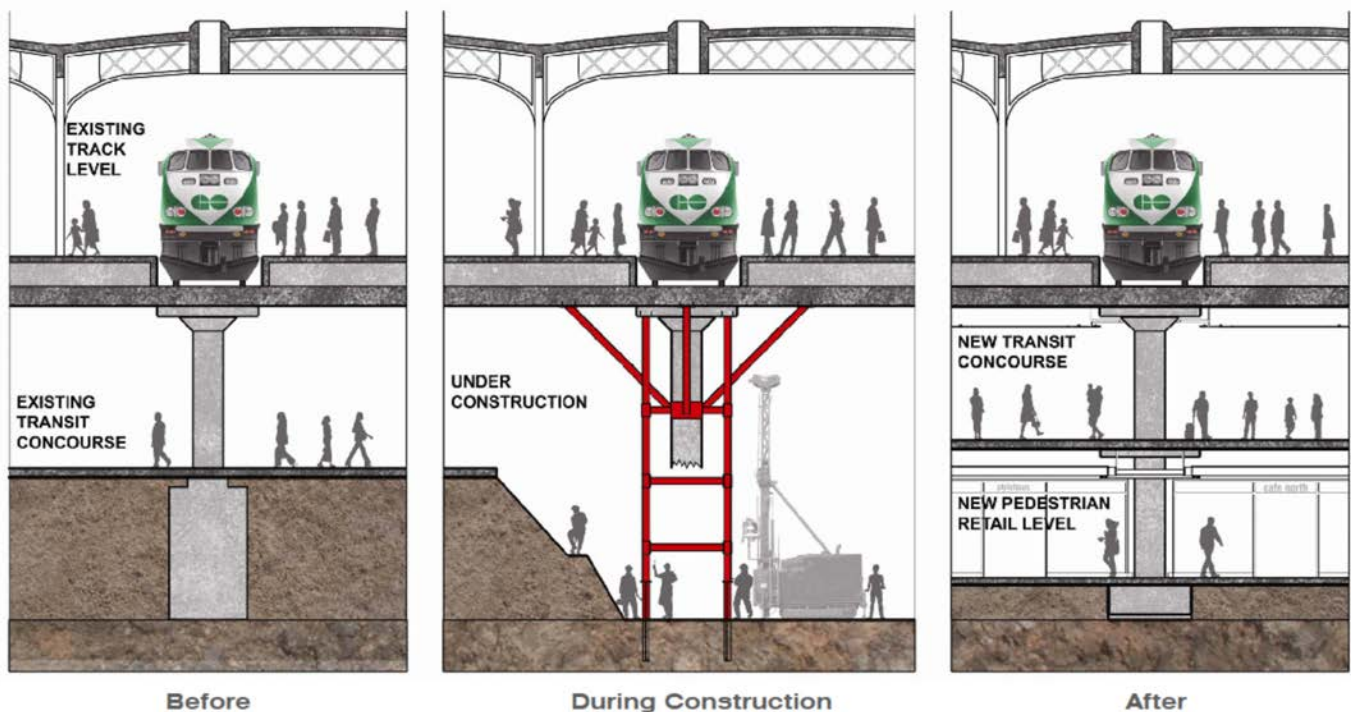 EXISTING
TRACK
LEVEL
EXISTING
TRANSIT
CONCOURSE
UNDER
CONSTRUCTION
NEW TRANSIT
CONCOURSE
cafe north
NEW PEDESTRIAN
RETAIL LEVEL
Before
During Construction
After